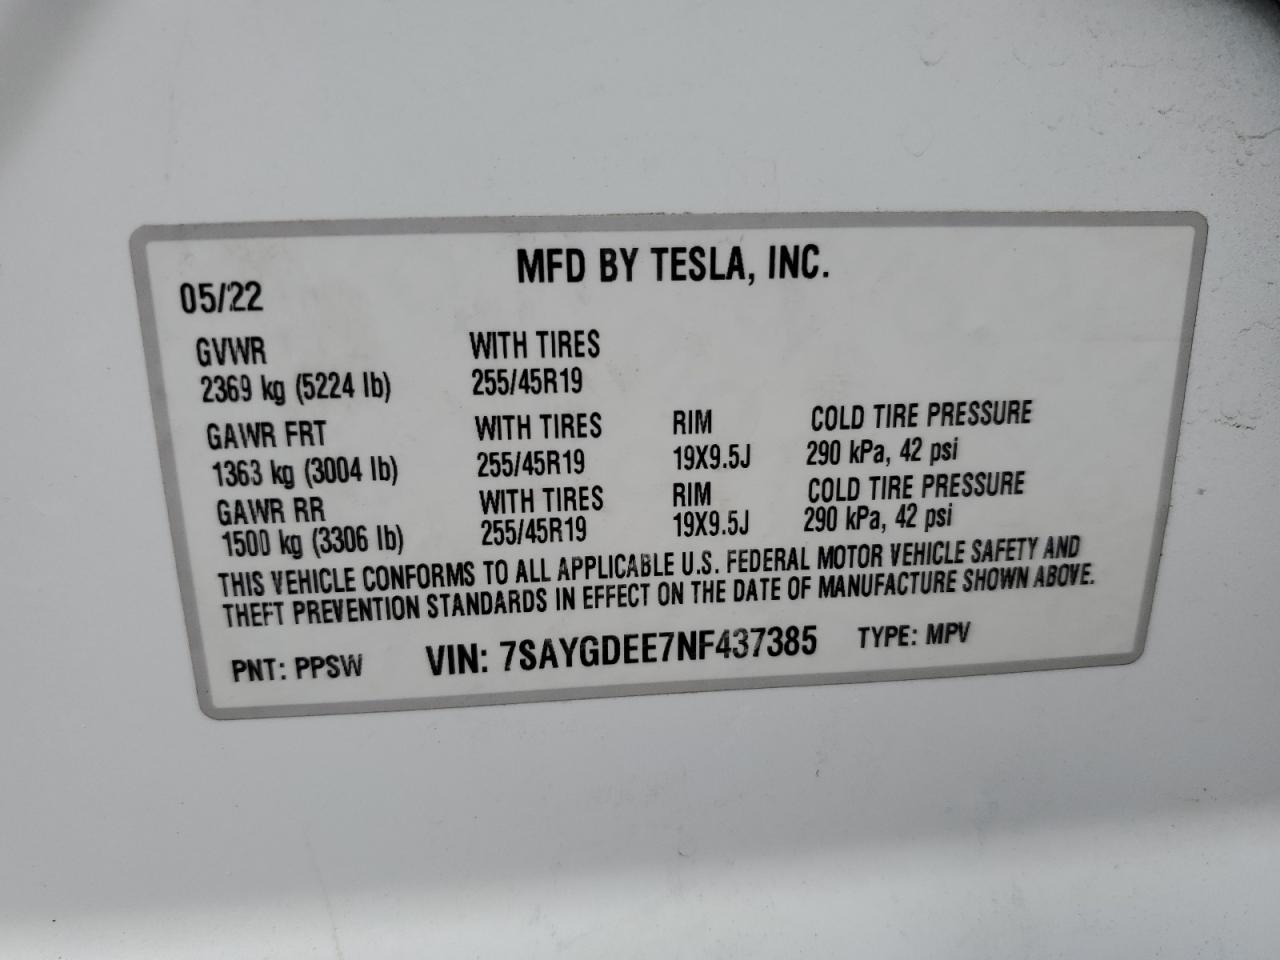 MFD BY TESLA, INC.
05/22
GVWR WITH TIRES
2369 kg (5224 lb) 255/45R19
GAWR FRT WITH TIRES RIM COLD TIRE PRESSURE
1363 kg (3004 lb) 255/45R19 19X9.5J 290 kPa, 42 psi
GAWR RR WITH TIRES RIM COLD TIRE PRESSURE
1500 kg (3306 lb) 255/45R19 19X9.5J 290 kPa, 42 psi
THIS VEHICLE CONFORMS TO ALL APPLICABLE U.S. FEDERAL MOTOR VEHICLE SAFETY AND
THEFT PREVENTION STANDARDS IN EFFECT ON THE DATE OF MANUFACTURE SHOWN ABOVE.
PNT: PPSW VIN: 7SAYGDEE7NF437385 TYPE: MPV